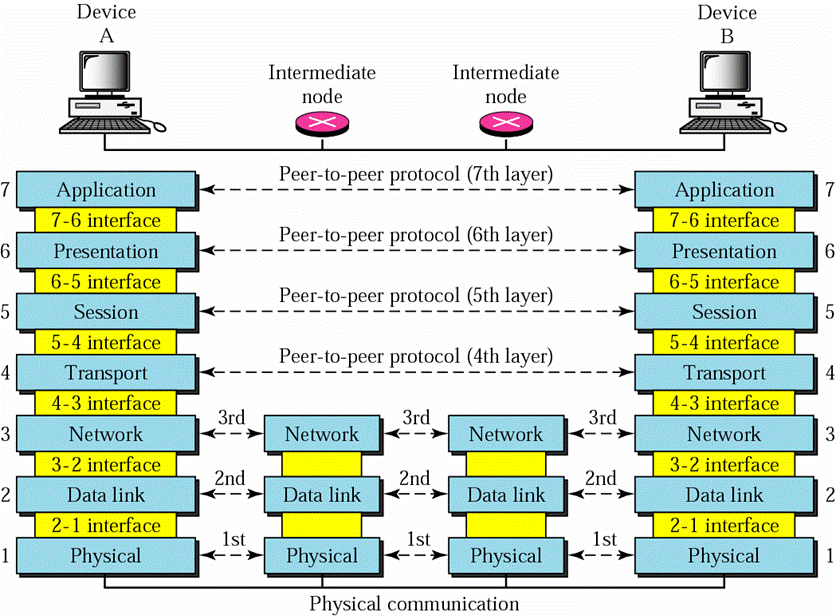 Device
A
Device
B
Intermediate
node
Intermediate
node
7 Application Peer-to-peer protocol (7th layer) Application 7
7-6 interface 7-6 interface
6 Presentation Peer-to-peer protocol (6th layer) Presentation 6
6-5 interface 6-5 interface
5 Session Peer-to-peer protocol (5th layer) Session 5
5-4 interface 5-4 interface
4 Transport Peer-to-peer protocol (4th layer) Transport 4
4-3 interface 4-3 interface
3 Network 3rd Network 3rd Network 3rd Network 3
3-2 interface 3-2 interface
2 Data link 2nd Data link 2nd Data link 2nd Data link 2
2-1 interface 2-1 interface
1 Physical 1st Physical 1st Physical 1st Physical 1
Physical communication